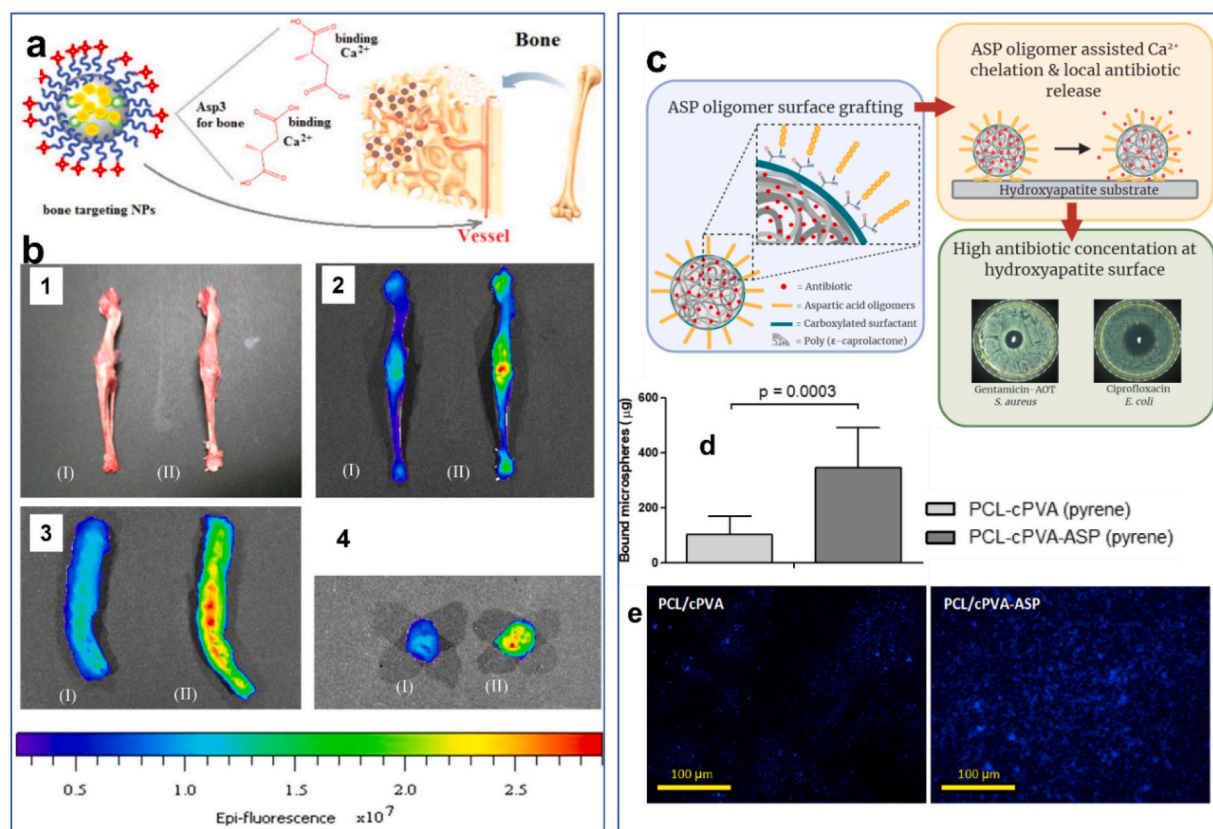 a
binding
Ca²⁺
Asp3
for bone
binding
Ca²⁺
bone targeting NPs
Bone
Vessel
b
1
(I)
(II)
2
(I)
(II)
3
(I)
(II)
4
(I)
(II)
0.5
1.0
1.5
2.0
2.5
Epi-fluorescence x10⁷
c
ASP oligomer surface grafting
= Antibiotic
= Aspartic acid oligomers
= Carboxylated surfactant
= Poly (ε-caprolactone)
ASP oligomer assisted Ca²⁺
chelation & local antibiotic
release
Hydroxyapatite substrate
High antibiotic concentation at
hydroxyapatite surface
Gentamicin-AOT
S. aureus
Ciprofloxacin
E. coli
d
p = 0.0003
Bound microspheres (µg)
600
400
200
0
PCL-cPVA (pyrene)
PCL-cPVA-ASP (pyrene)
e
PCL/cPVA
100 µm
PCL/cPVA-ASP
100 µm